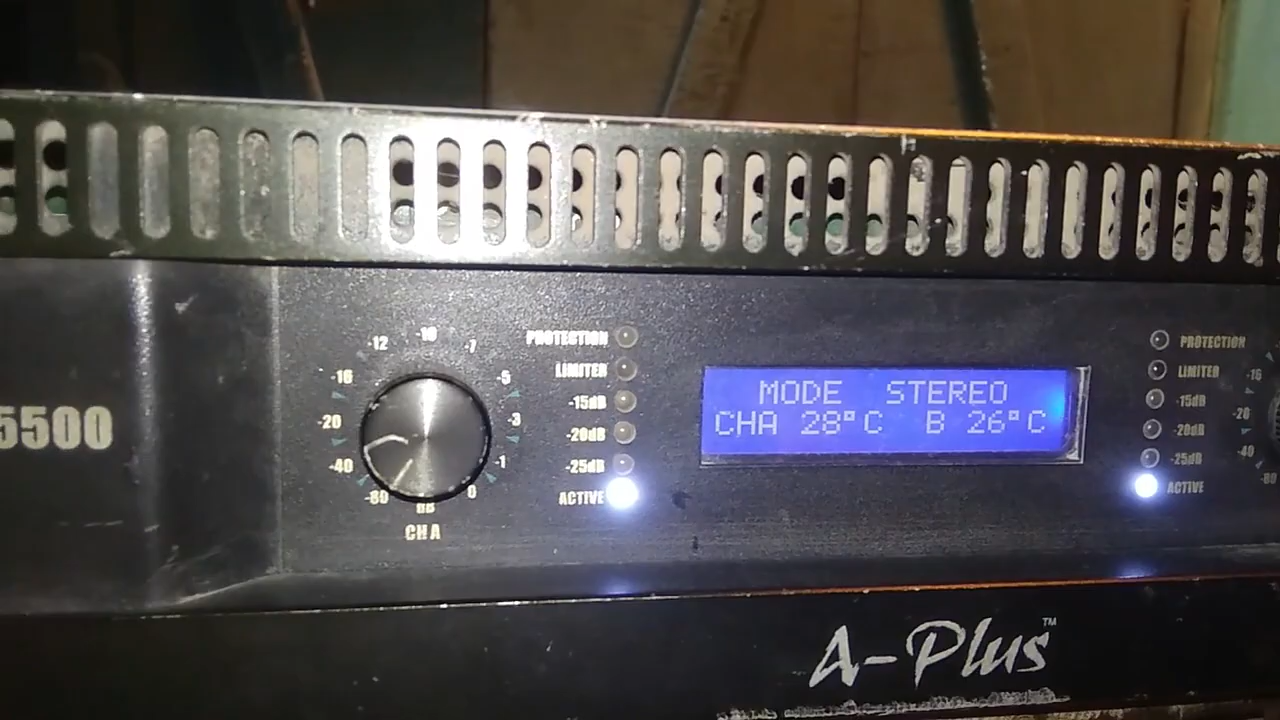 5500
-12
-10
-7
-16
-5
-20
-3
-40
-1
-80
0
dB
CHA
PROTECTION
LIMITER
-15dB
-20dB
-25dB
ACTIVE
MODE STEREO
CHA 28°C B 26°C
PROTECTION
LIMITER
-15dB
-20dB
-25dB
ACTIVE
-16
-20
-40
-80
A-Plus™